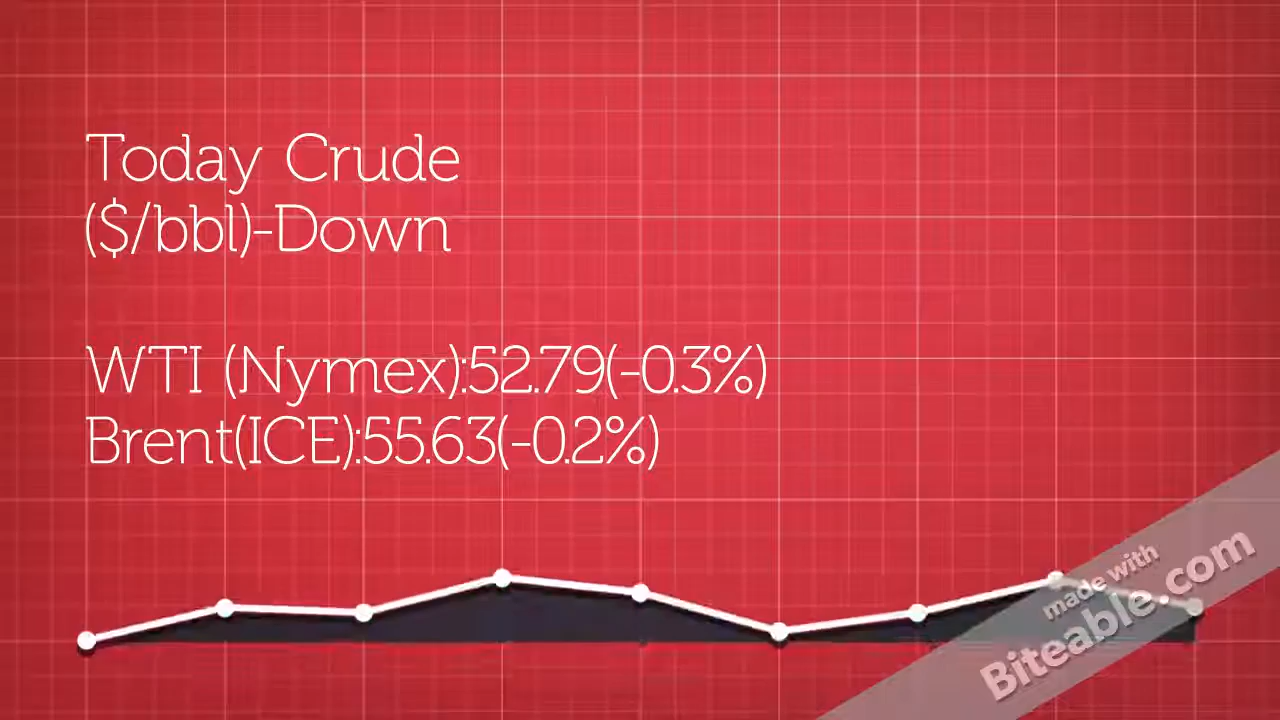 Today Crude
($/bbl)-Down
WTI (Nymex):52.79(-0.3%)
Brent(ICE):55.63(-0.2%)
made with
Biteable.com